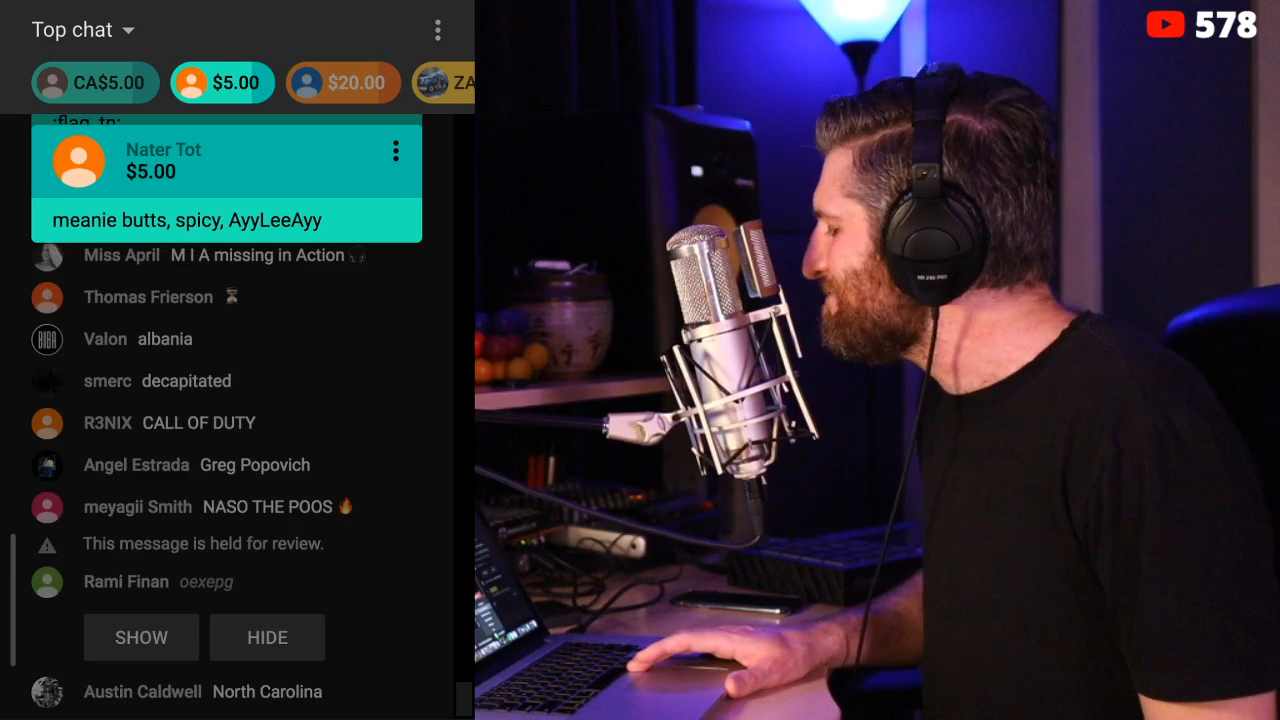 Top chat
578
CA$5.00 $5.00 $20.00 ZA
:flag_tn:
Nater Tot
$5.00
meanie butts, spicy, AyyLeeAyy
Miss April M I A missing in Action
Thomas Frierson
BIBA Valon albania
smerc decapitated
R3NIX CALL OF DUTY
Angel Estrada Greg Popovich
meyagii Smith NASO THE POOS 🔥
This message is held for review.
Rami Finan oexepg
SHOW HIDE
Austin Caldwell North Carolina